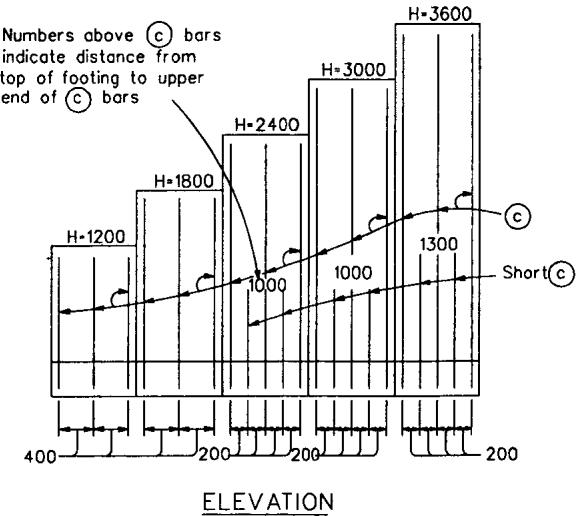 Numbers above ⓒ bars
indicate distance from
top of footing to upper
end of ⓒ bars
H=3600
H=3000
H=2400
H=1800
H=1200
ⓒ
1300
1000
1000
Short ⓒ
400
200
200
200
ELEVATION